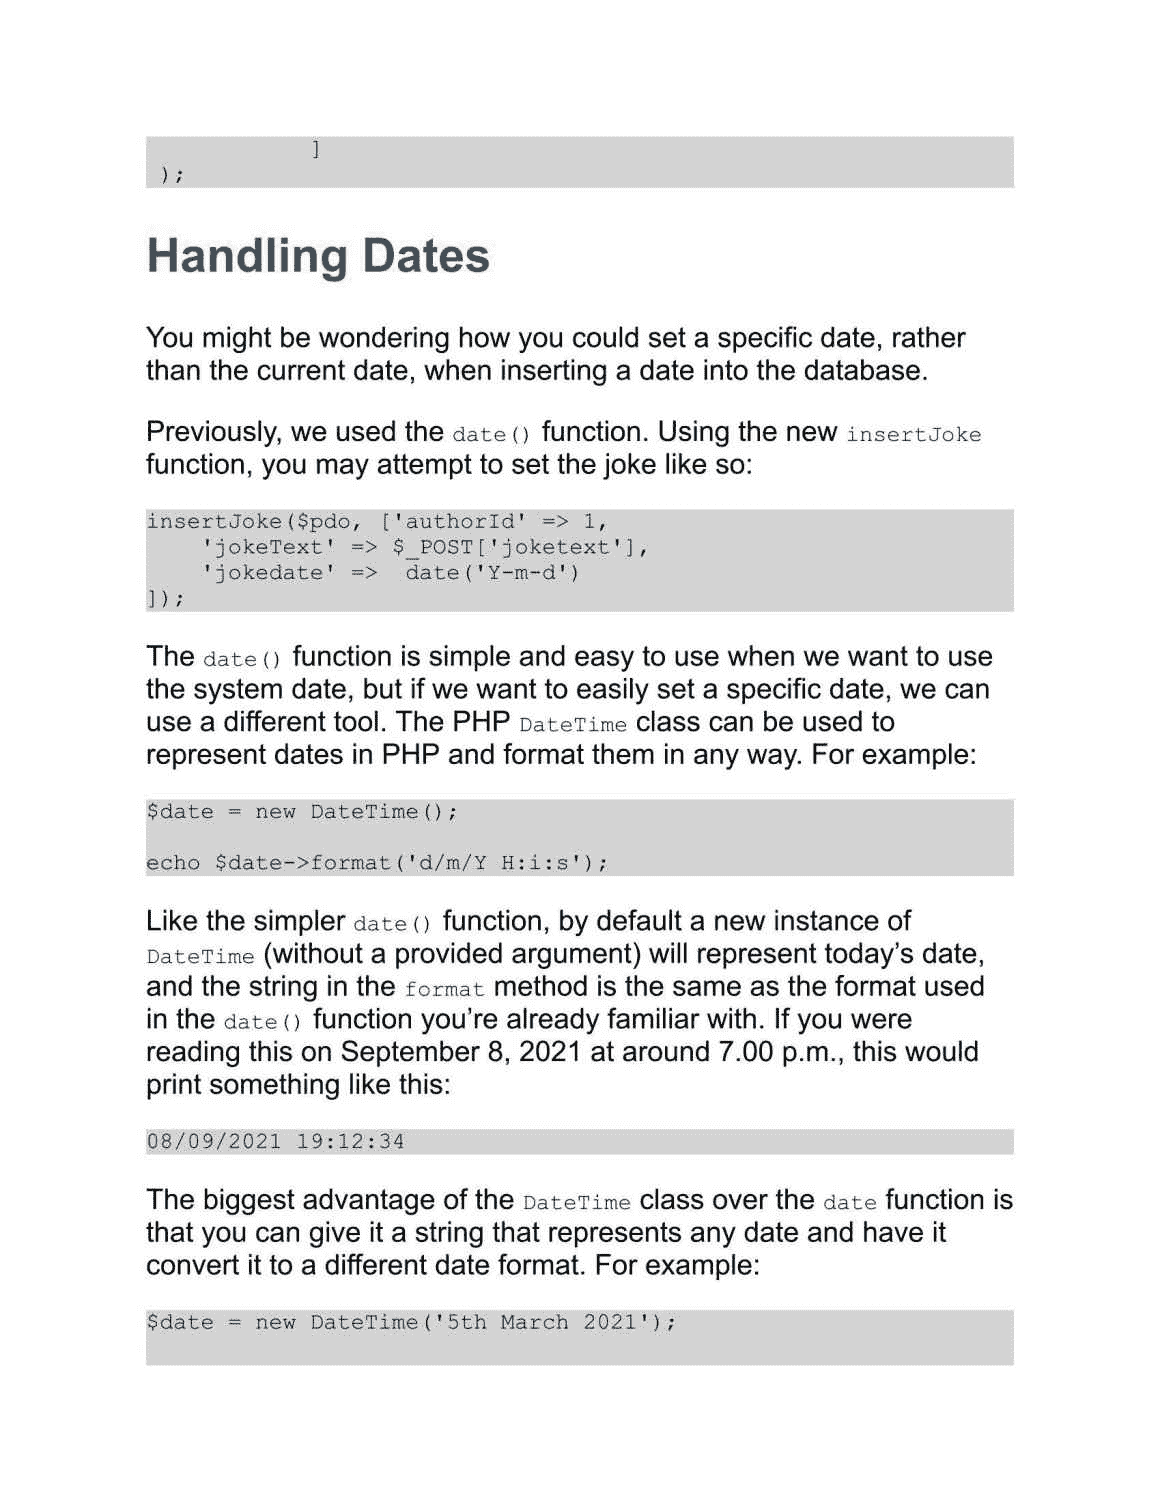 ]
);
Handling Dates
You might be wondering how you could set a specific date, rather
than the current date, when inserting a date into the database.
Previously, we used the date() function. Using the new insertJoke
function, you may attempt to set the joke like so:
insertJoke($pdo, ['authorId' => 1,
    'jokeText' => $_POST['joketext'],
    'jokedate' =>  date('Y-m-d')
]);
The date() function is simple and easy to use when we want to use
the system date, but if we want to easily set a specific date, we can
use a different tool. The PHP DateTime class can be used to
represent dates in PHP and format them in any way. For example:
$date = new DateTime();
echo $date->format('d/m/Y H:i:s');
Like the simpler date() function, by default a new instance of
DateTime (without a provided argument) will represent today’s date,
and the string in the format method is the same as the format used
in the date() function you’re already familiar with. If you were
reading this on September 8, 2021 at around 7.00 p.m., this would
print something like this:
08/09/2021 19:12:34
The biggest advantage of the DateTime class over the date function is
that you can give it a string that represents any date and have it
convert it to a different date format. For example:
$date = new DateTime('5th March 2021');